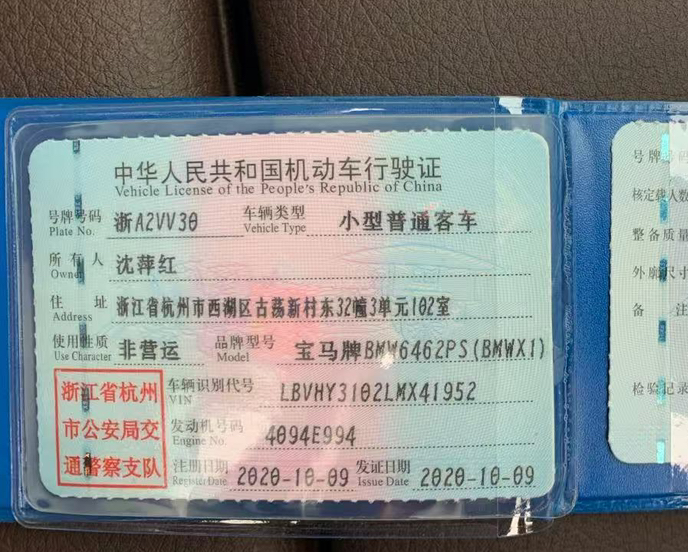 中华人民共和国机动车行驶证
Vehicle License of the People's Republic of China
号牌号码 浙A2VV30 车辆类型 小型普通客车
Plate No. Vehicle Type
所有人 沈萍红
Owner
住址 浙江省杭州市西湖区古荡新村东32幢3单元102室
Address
使用性质 非营运 品牌型号 宝马牌BMW6462PS(BMWX1)
Use Character Model
浙江省杭州
市公安局交
通警察支队
车辆识别代号 LBVHY3102LMX41952
VIN
发动机号码 4094E994
Engine No.
注册日期 2020-10-09 发证日期 2020-10-09
Register Date Issue Date
号牌号码
核定载人数
整备质量
外廓尺寸
备注
检验记录